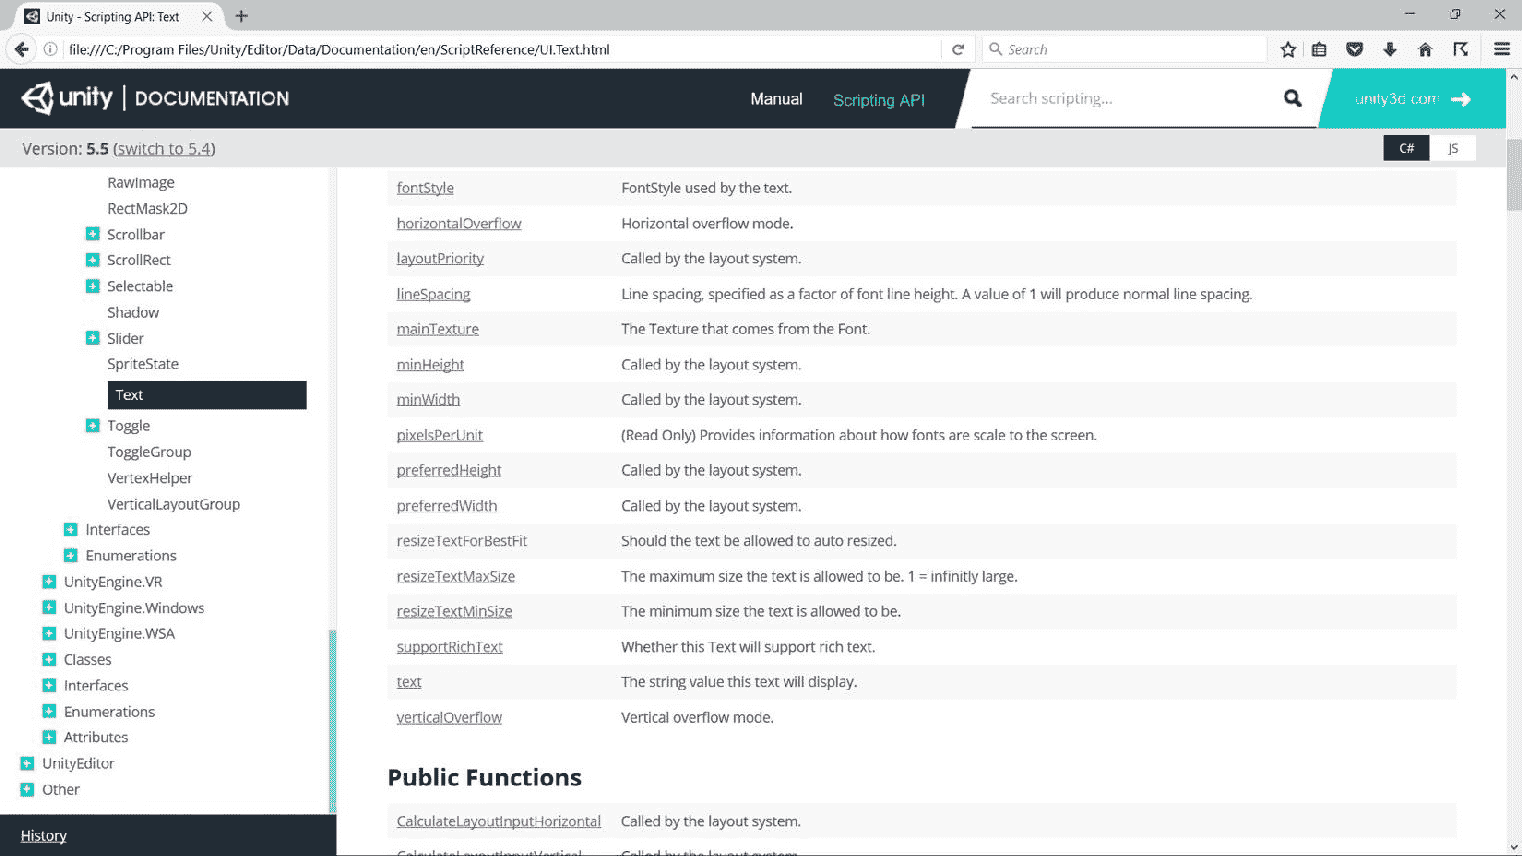 Unity - Scripting API: Text
file:///C:/Program Files/Unity/Editor/Data/Documentation/en/ScriptReference/UI.Text.html
Search
unity | DOCUMENTATION
Manual
Scripting API
Search scripting...
unity3d.com
Version: 5.5 (switch to 5.4)
C#
JS
RawImage
RectMask2D
Scrollbar
ScrollRect
Selectable
Shadow
Slider
SpriteState
Text
Toggle
ToggleGroup
VertexHelper
VerticalLayoutGroup
Interfaces
Enumerations
UnityEngine.VR
UnityEngine.Windows
UnityEngine.WSA
Classes
Interfaces
Enumerations
Attributes
UnityEditor
Other
History
fontStyle FontStyle used by the text.
horizontalOverflow Horizontal overflow mode.
layoutPriority Called by the layout system.
lineSpacing Line spacing, specified as a factor of font line height. A value of 1 will produce normal line spacing.
mainTexture The Texture that comes from the Font.
minHeight Called by the layout system.
minWidth Called by the layout system.
pixelsPerUnit (Read Only) Provides information about how fonts are scale to the screen.
preferredHeight Called by the layout system.
preferredWidth Called by the layout system.
resizeTextForBestFit Should the text be allowed to auto resized.
resizeTextMaxSize The maximum size the text is allowed to be. 1 = infinitly large.
resizeTextMinSize The minimum size the text is allowed to be.
supportRichText Whether this Text will support rich text.
text The string value this text will display.
verticalOverflow Vertical overflow mode.
Public Functions
CalculateLayoutInputHorizontal Called by the layout system.
CalculateLayoutInputVertical Called by the layout system.